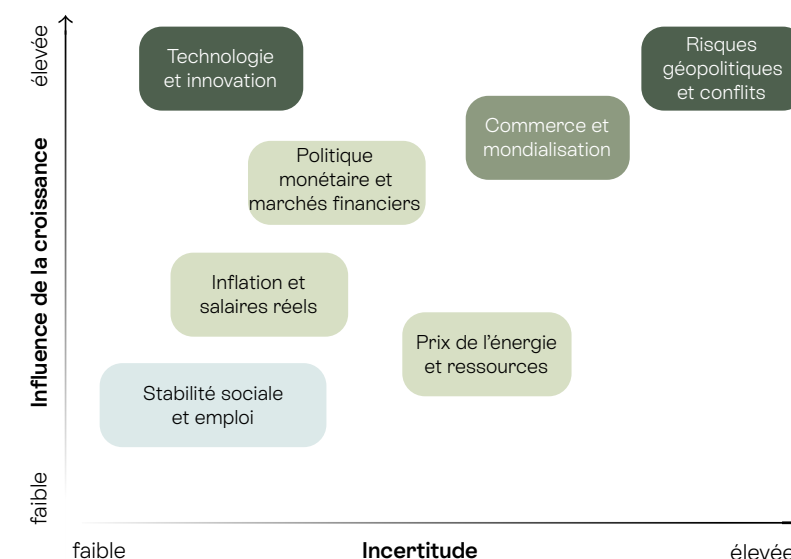 élevée
Influence de la croissance
faible
Technologie
et innovation
Risques
géopolitiques
et conflits
Commerce et
mondialisation
Politique
monétaire et
marchés financiers
Inflation et
salaires réels
Prix de l’énergie
et ressources
Stabilité sociale
et emploi
faible
Incertitude
élevée